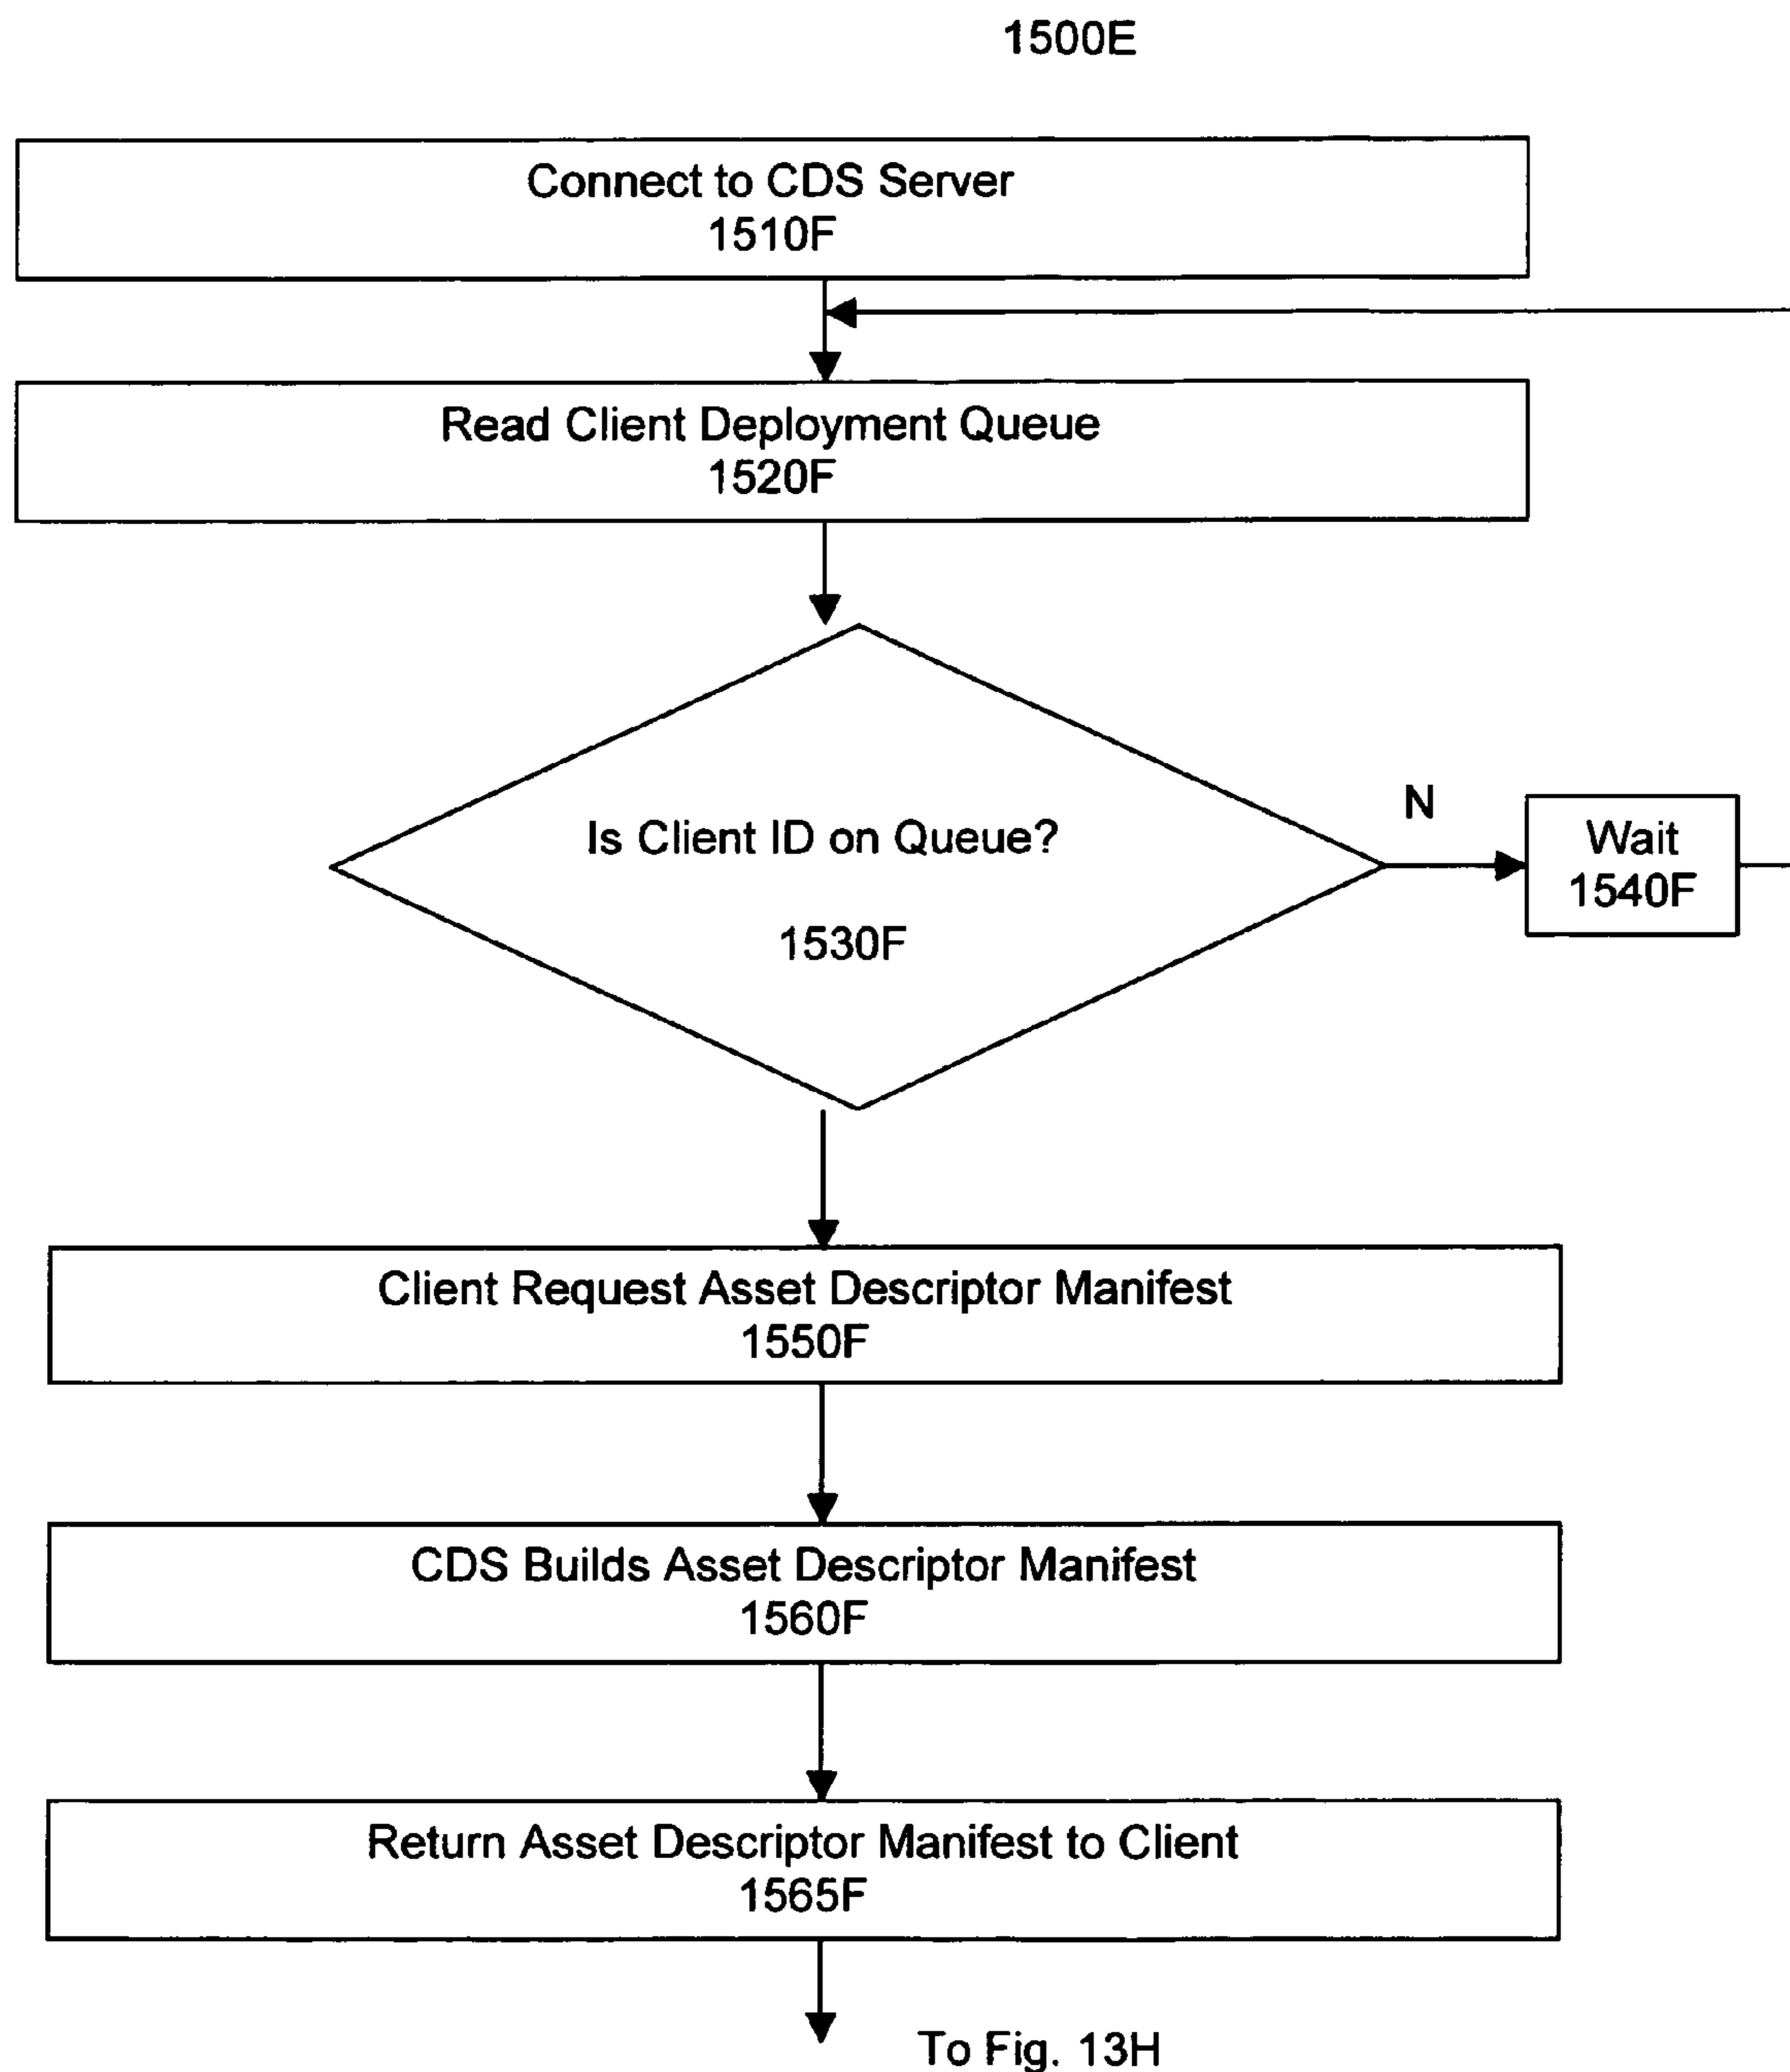 1500E
Connect to CDS Server
1510F
Read Client Deployment Queue
1520F
Is Client ID on Queue?
1530F
N
Wait
1540F
Client Request Asset Descriptor Manifest
1550F
CDS Builds Asset Descriptor Manifest
1560F
Return Asset Descriptor Manifest to Client
1565F
To Fig. 13H